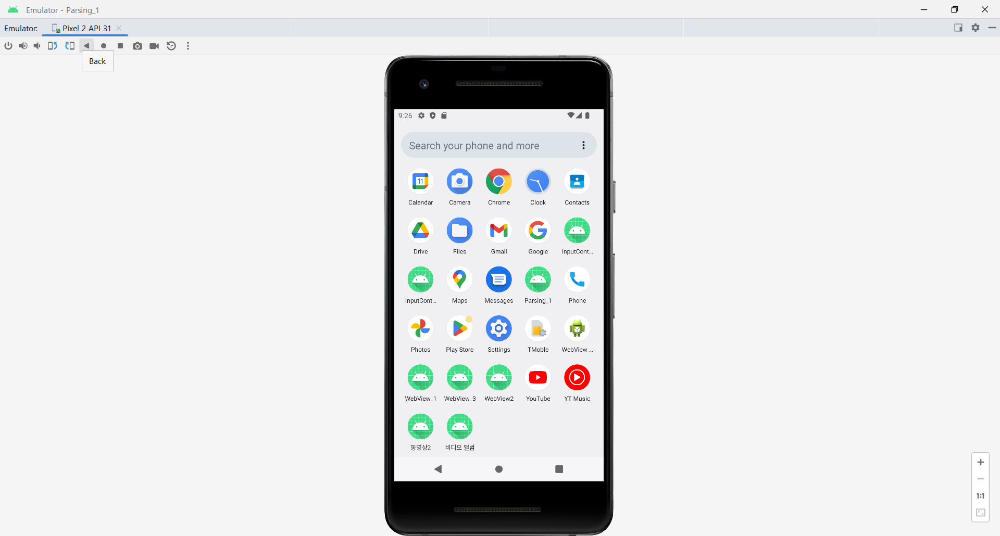 Emulator - Parsing_1
Emulator: Pixel 2 API 31
Back
9:26
Search your phone and more
11
Calendar Camera Chrome Clock Contacts
Drive Files Gmail Google InputCont...
InputCont... Maps Messages Parsing_1 Phone
Photos Play Store Settings TMoble WebView ...
WebView_1 WebView_3 WebView2 YouTube YT Music
동영상2 비디오 앨범
1:1